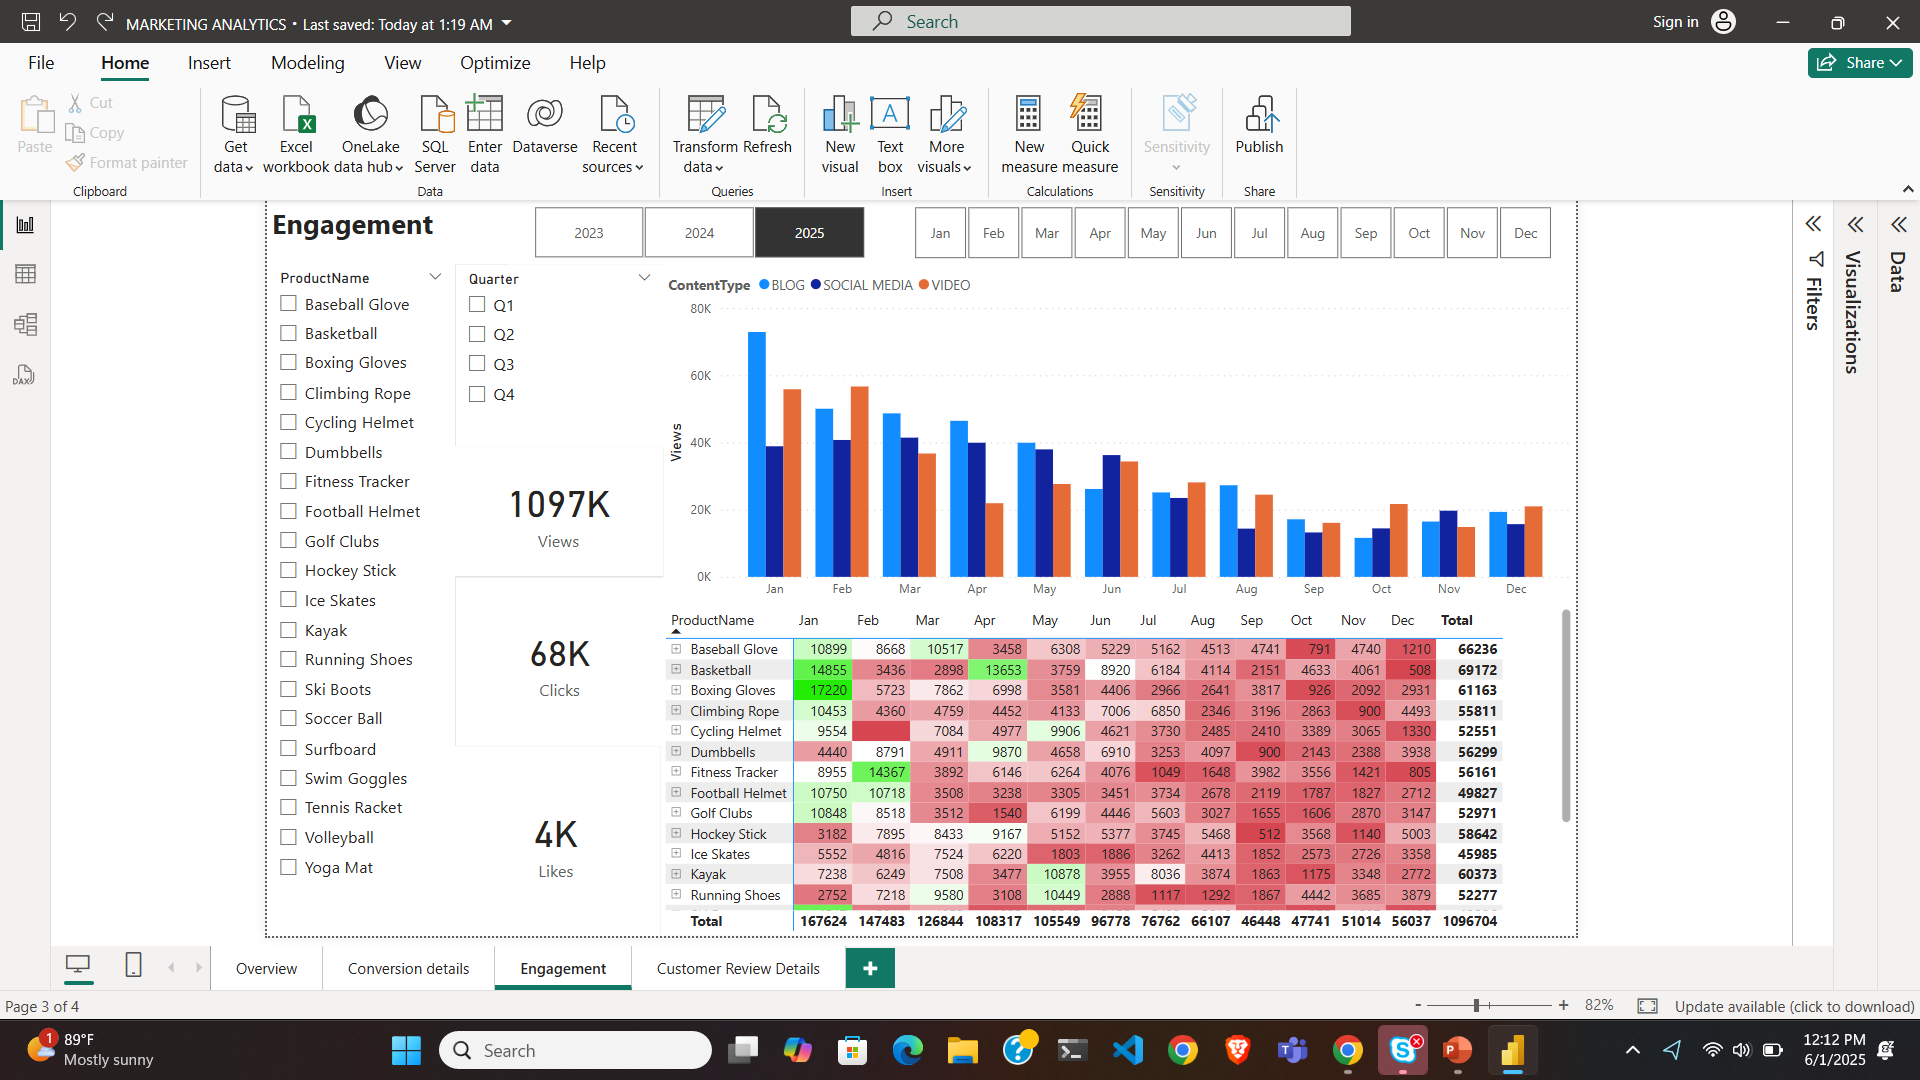 MARKETING ANALYTICS • Last saved: Today at 1:19 AM
Search
Sign in
File Home Insert Modeling View Optimize Help
Share
Paste
Cut
Copy
Format painter
Clipboard
Get data
Excel workbook
OneLake data hub
SQL Server
Enter data
Dataverse
Recent sources
Data
Transform data
Refresh
Queries
New visual
Text box
More visuals
Insert
New measure
Quick measure
Calculations
Sensitivity
Sensitivity
Publish
Share
Engagement
2023 2024 2025
Jan Feb Mar Apr May Jun Jul Aug Sep Oct Nov Dec
ProductName
Baseball Glove
Basketball
Boxing Gloves
Climbing Rope
Cycling Helmet
Dumbbells
Fitness Tracker
Football Helmet
Golf Clubs
Hockey Stick
Ice Skates
Kayak
Running Shoes
Ski Boots
Soccer Ball
Surfboard
Swim Goggles
Tennis Racket
Volleyball
Yoga Mat
Quarter
Q1
Q2
Q3
Q4
1097K
Views
68K
Clicks
4K
Likes
ContentType BLOG SOCIAL MEDIA VIDEO
Views
80K
60K
40K
20K
0K
Jan Feb Mar Apr May Jun Jul Aug Sep Oct Nov Dec
ProductName Jan Feb Mar Apr May Jun Jul Aug Sep Oct Nov Dec Total
Baseball Glove 10899 8668 10517 3458 6308 5229 5162 4513 4741 791 4740 1210 66236
Basketball 14855 3436 2898 13653 3759 8920 6184 4114 2151 4633 4061 508 69172
Boxing Gloves 17220 5723 7862 6998 3581 4406 2966 2641 3817 926 2092 2931 61163
Climbing Rope 10453 4360 4759 4452 4133 7006 6850 2346 3196 2863 900 4493 55811
Cycling Helmet 9554 7084 4977 9906 4621 3730 2485 2410 3389 3065 1330 52551
Dumbbells 4440 8791 4911 9870 4658 6910 3253 4097 900 2143 2388 3938 56299
Fitness Tracker 8955 14367 3892 6146 6264 4076 1049 1648 3982 3556 1421 805 56161
Football Helmet 10750 10718 3508 3238 3305 3451 3734 2678 2119 1787 1827 2712 49827
Golf Clubs 10848 8518 3512 1540 6199 4446 5603 3027 1655 1606 2870 3147 52971
Hockey Stick 3182 7895 8433 9167 5152 5377 3745 5468 512 3568 1140 5003 58642
Ice Skates 5552 4816 7524 6220 1803 1886 3262 4413 1852 2573 2726 3358 45985
Kayak 7238 6249 7508 3477 10878 3955 8036 3874 1863 1175 3348 2772 60373
Running Shoes 2752 7218 9580 3108 10449 2888 1117 1292 1867 4442 3685 3879 52277
Total 167624 147483 126844 108317 105549 96778 76762 66107 46448 47741 51014 56037 1096704
Filters
Visualizations
Data
DAX
Overview Conversion details Engagement Customer Review Details +
Page 3 of 4
- + 82%
Update available (click to download)
1
89°F
Mostly sunny
Search
12:12 PM
6/1/2025